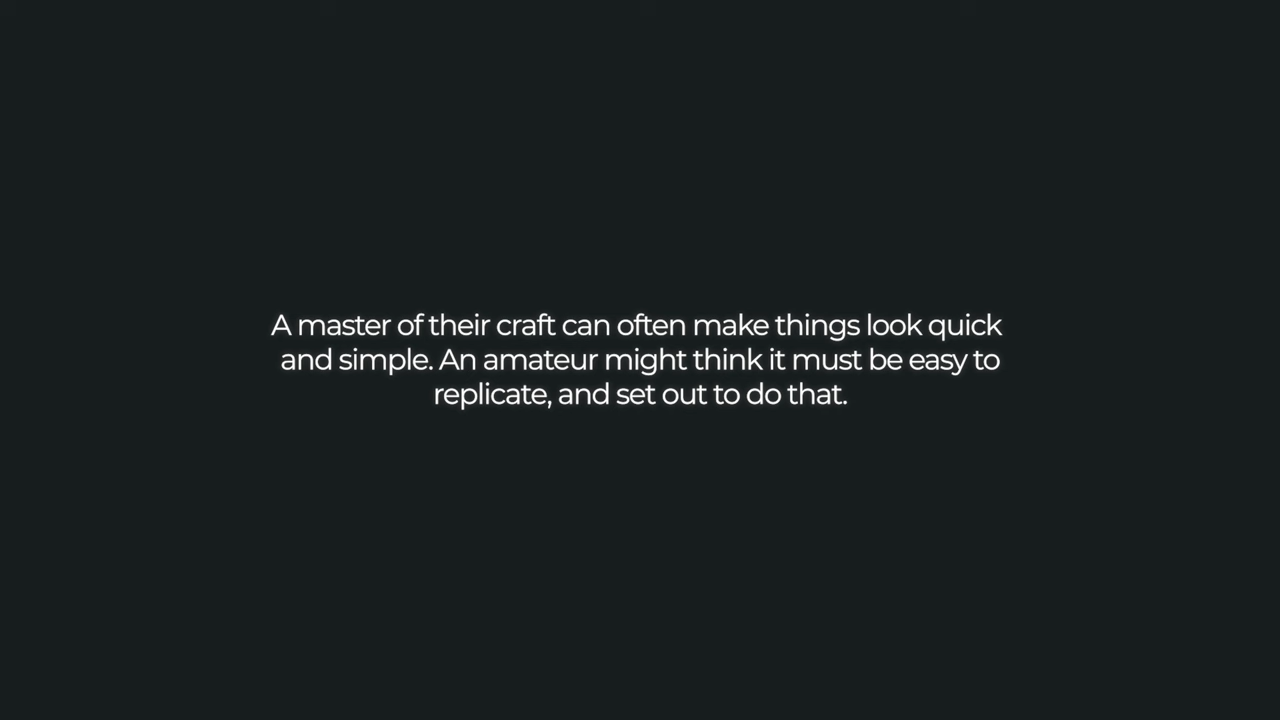 A master of their craft can often make things look quick
and simple. An amateur might think it must be easy to
replicate, and set out to do that.